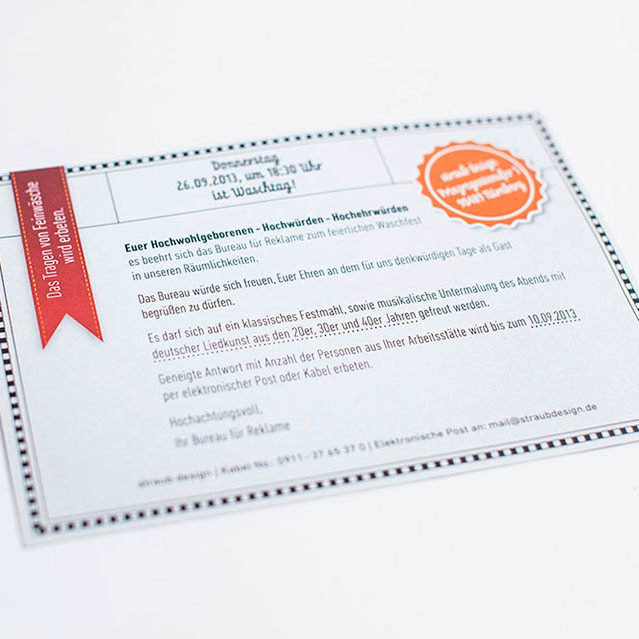 Donnerstag
26.09.2013, um 18:30 Uhr
ist Waschtag!
straub design
90409 Nürnberg
Das Tragen von Feinwäsche
wird erbeten.
Euer Hochwohlgeborenen - Hochwürden - Hochehrwürden
es beehrt sich das Bureau für Reklame zum feierlichen Waschfest
in unseren Räumlichkeiten.
Das Bureau würde sich freuen, Euer Ehren an dem für uns denkwürdigen Tage als Gast
begrüßen zu dürfen.
Es darf sich auf ein klassisches Festmahl, sowie musikalische Untermalung des Abends mit
deutscher Liedkunst aus den 20er, 30er und 40er Jahren gefreut werden.
Geneigte Antwort mit Anzahl der Personen aus Ihrer Arbeitsstätte wird bis zum 10.09.2013
per elektronischer Post oder Kabel erbeten.
Hochachtungsvoll,
Ihr Bureau für Reklame
straub design | Kabel No.: 0911 - 37 65 37 0 | Elektronische Post an: mail@straubdesign.de